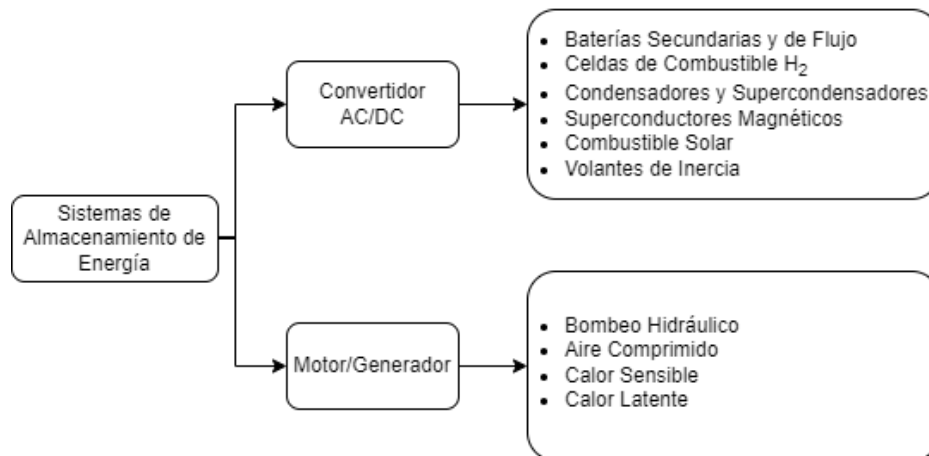 Sistemas de
Almacenamiento de
Energía
Convertidor
AC/DC
• Baterías Secundarias y de Flujo
• Celdas de Combustible H₂
• Condensadores y Supercondensadores
• Superconductores Magnéticos
• Combustible Solar
• Volantes de Inercia
Motor/Generador
• Bombeo Hidráulico
• Aire Comprimido
• Calor Sensible
• Calor Latente